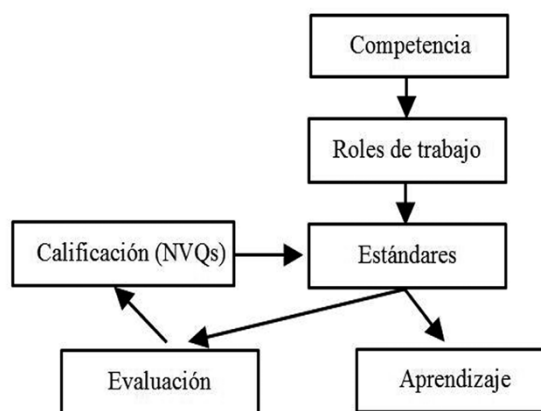 Competencia
Roles de trabajo
Calificación (NVQs)
Estándares
Evaluación
Aprendizaje